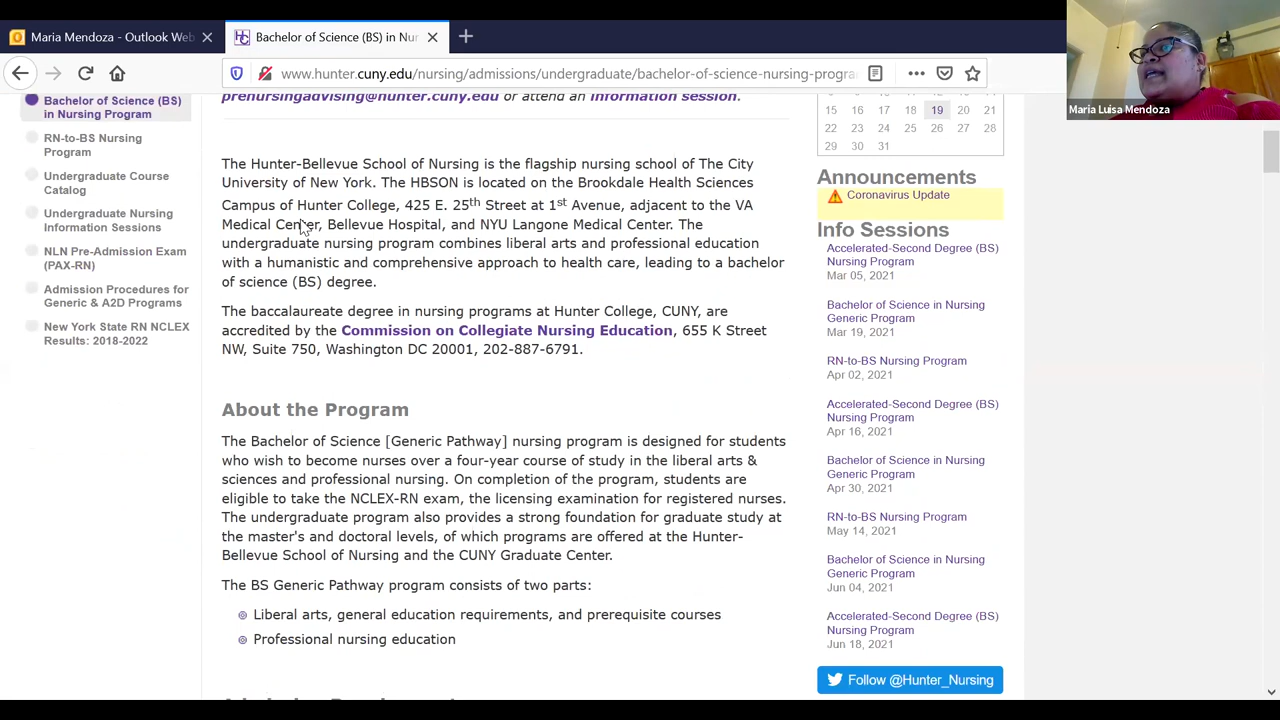 Maria Mendoza - Outlook Web
Bachelor of Science (BS) in Nur
www.hunter.cuny.edu/nursing/admissions/undergraduate/bachelor-of-science-nursing-progra
Maria Luisa Mendoza
Bachelor of Science (BS)
in Nursing Program
RN-to-BS Nursing
Program
Undergraduate Course
Catalog
Undergraduate Nursing
Information Sessions
NLN Pre-Admission Exam
(PAX-RN)
Admission Procedures for
Generic & A2D Programs
New York State RN NCLEX
Results: 2018-2022
prenursingadvising@hunter.cuny.edu or attend an information session.
The Hunter-Bellevue School of Nursing is the flagship nursing school of The City
University of New York. The HBSON is located on the Brookdale Health Sciences
Campus of Hunter College, 425 E. 25th Street at 1st Avenue, adjacent to the VA
Medical Center, Bellevue Hospital, and NYU Langone Medical Center. The
undergraduate nursing program combines liberal arts and professional education
with a humanistic and comprehensive approach to health care, leading to a bachelor
of science (BS) degree.
The baccalaureate degree in nursing programs at Hunter College, CUNY, are
accredited by the Commission on Collegiate Nursing Education, 655 K Street
NW, Suite 750, Washington DC 20001, 202-887-6791.
About the Program
The Bachelor of Science [Generic Pathway] nursing program is designed for students
who wish to become nurses over a four-year course of study in the liberal arts &
sciences and professional nursing. On completion of the program, students are
eligible to take the NCLEX-RN exam, the licensing examination for registered nurses.
The undergraduate program also provides a strong foundation for graduate study at
the master's and doctoral levels, of which programs are offered at the Hunter-
Bellevue School of Nursing and the CUNY Graduate Center.
The BS Generic Pathway program consists of two parts:
Liberal arts, general education requirements, and prerequisite courses
Professional nursing education
15 16 17 18 19 20 21
22 23 24 25 26 27 28
29 30 31
Announcements
Coronavirus Update
Info Sessions
Accelerated-Second Degree (BS)
Nursing Program
Mar 05, 2021
Bachelor of Science in Nursing
Generic Program
Mar 19, 2021
RN-to-BS Nursing Program
Apr 02, 2021
Accelerated-Second Degree (BS)
Nursing Program
Apr 16, 2021
Bachelor of Science in Nursing
Generic Program
Apr 30, 2021
RN-to-BS Nursing Program
May 14, 2021
Bachelor of Science in Nursing
Generic Program
Jun 04, 2021
Accelerated-Second Degree (BS)
Nursing Program
Jun 18, 2021
Follow @Hunter_Nursing